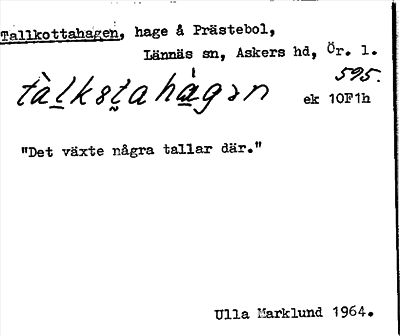 Tallkottahagen, hage å Prästebol,
Lännäs sn, Askers hd, Ör. l.
595.
ek 10F1h
"Det växte några tallar där."
Ulla Marklund 1964.